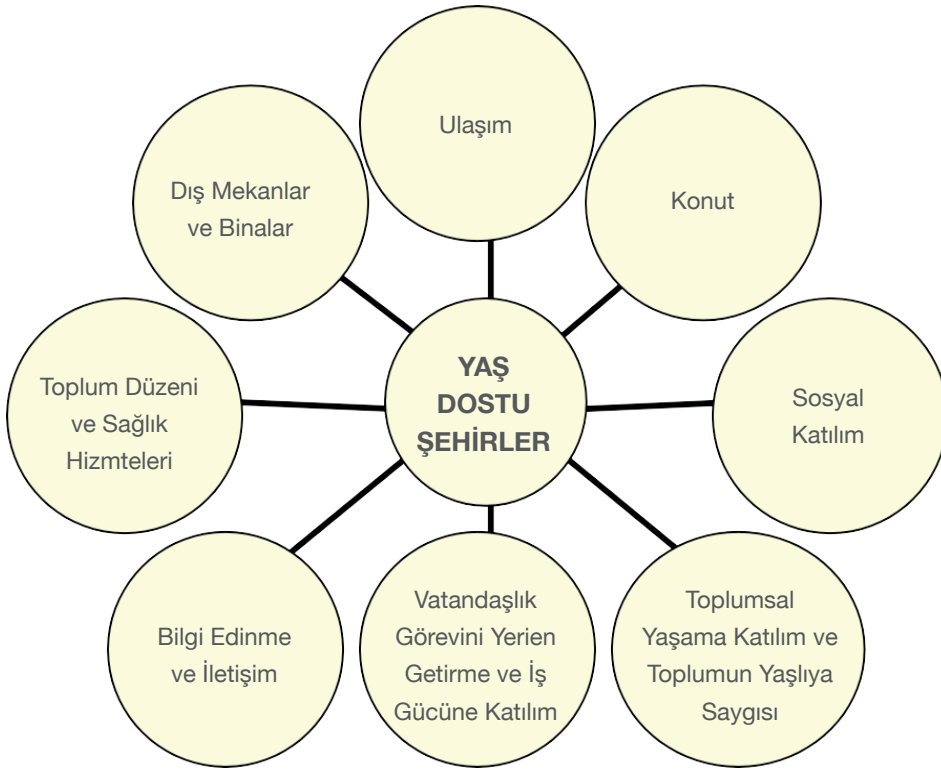 Ulaşım
Dış Mekanlar
ve Binalar
Konut
YAŞ
DOSTU
ŞEHİRLER
Toplum Düzeni
ve Sağlık
Hizmteleri
Sosyal
Katılım
Bilgi Edinme
ve İletişim
Vatandaşlık
Görevini Yerien
Getirme ve İş
Gücüne Katılım
Toplumsal
Yaşama Katılım ve
Toplumun Yaşlıya
Saygısı